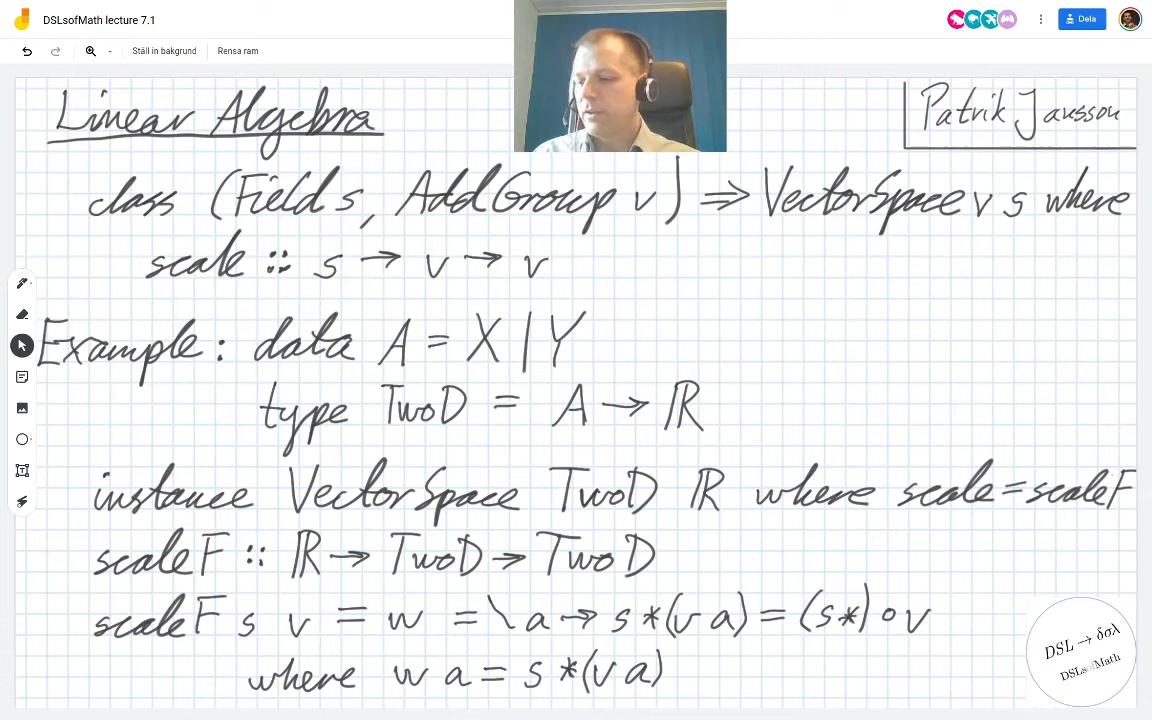 DSLsofMath lecture 7.1
Dela
Ställ in bakgrund
Rensa ram
Linear Algebra
Patrik Jansson
class (Field s, AddGroup v) => VectorSpace v s where
scale :: s → v → v
Example: data A = X | Y
type TwoD = A → ℝ
instance VectorSpace TwoD ℝ where scale = scaleF
scaleF :: ℝ → TwoD → TwoD
scaleF s v = w = \a → s*(v a) = (s*) ∘ v
where w a = s *(v a)
DSL → δσλ
DSLsofMath